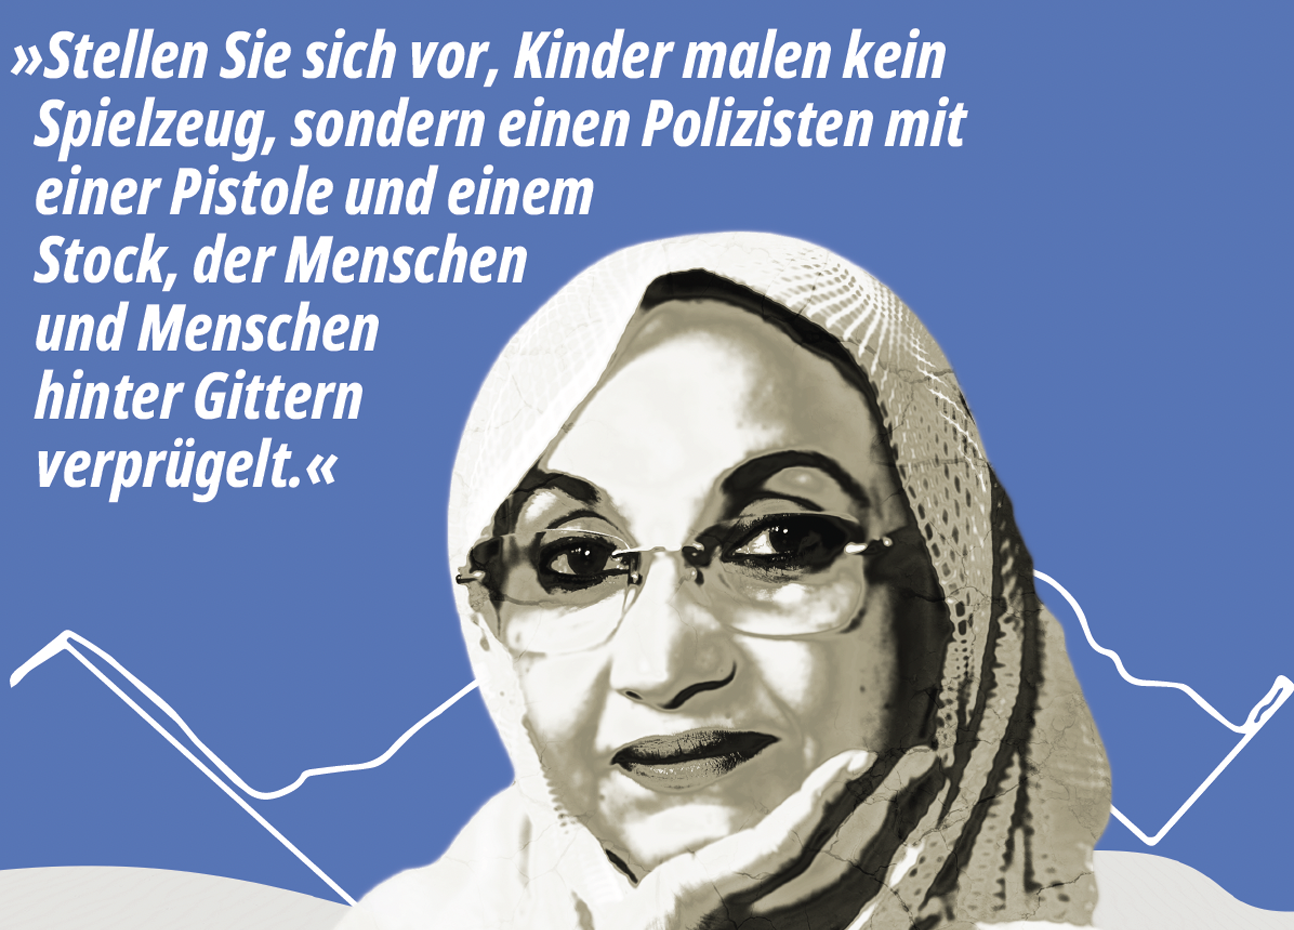 »Stellen Sie sich vor, Kinder malen kein
Spielzeug, sondern einen Polizisten mit
einer Pistole und einem
Stock, der Menschen
und Menschen
hinter Gittern
verprügelt.«